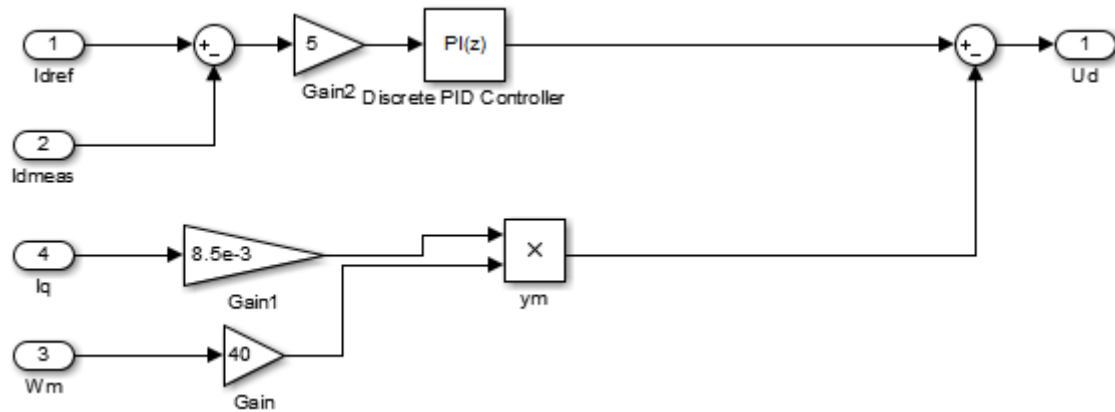 1
Idref
+
-
5
Gain2
PI(z)
Discrete PID Controller
+
-
1
Ud
2
Idmeas
4
Iq
8.5e-3
Gain1
×
ym
3
Wm
40
Gain